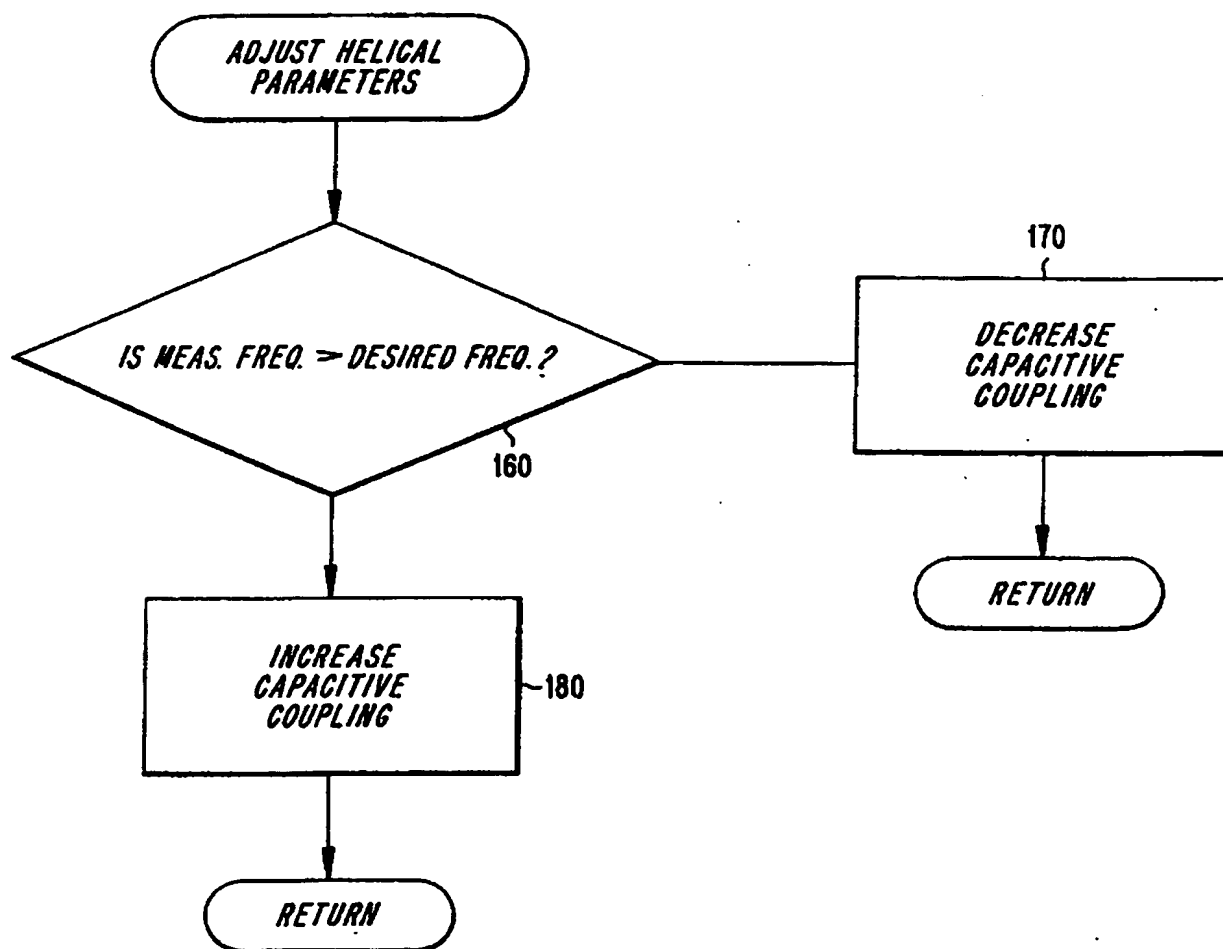 ADJUST HELICAL
PARAMETERS
IS MEAS. FREQ. > DESIRED FREQ.?
160
170
DECREASE
CAPACITIVE
COUPLING
RETURN
INCREASE
CAPACITIVE
COUPLING
180
RETURN